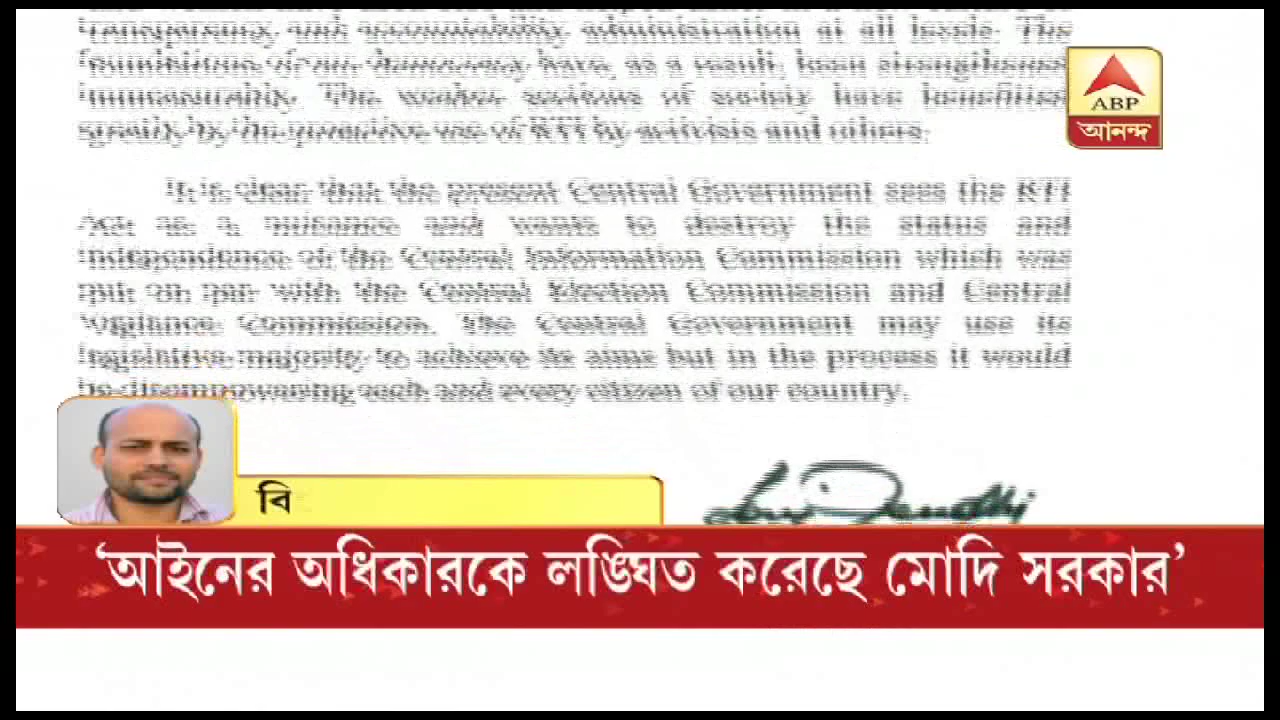 transparency and accountability administration at all levels. The
foundations of our democracy have, as a result, been strengthened
immeasurably. The weaker sections of society have benefitted
greatly by the proactive use of RTI by activists and others.
It is clear that the present Central Government sees the RTI
Act as a nuisance and wants to destroy the status and
independence of the Central Information Commission which was
put on par with the Central Election Commission and Central
Vigilance Commission. The Central Government may use its
legislative majority to achieve its aims but in the process it would
be disempowering each and every citizen of our country.
ABP
আনন্দ
Gandhi
বি
‘আইনের অধিকারকে লঙ্ঘিত করেছে মোদি সরকার’